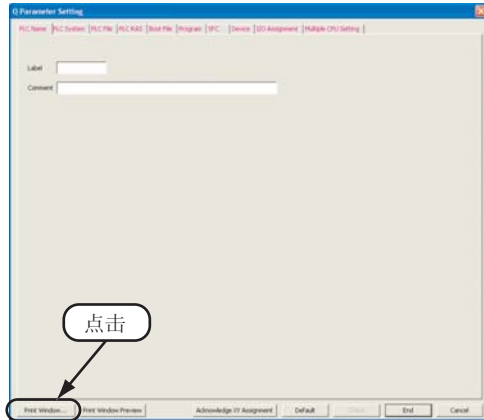 Q Parameter Setting
PLC Name PLC System PLC File PLC RAS Boot File Program SFC Device I/O Assignment Multiple CPU Setting
Label
Comment
点击
Print Window... Print Window Preview Acknowledge XY Assignment Default Check End Cancel